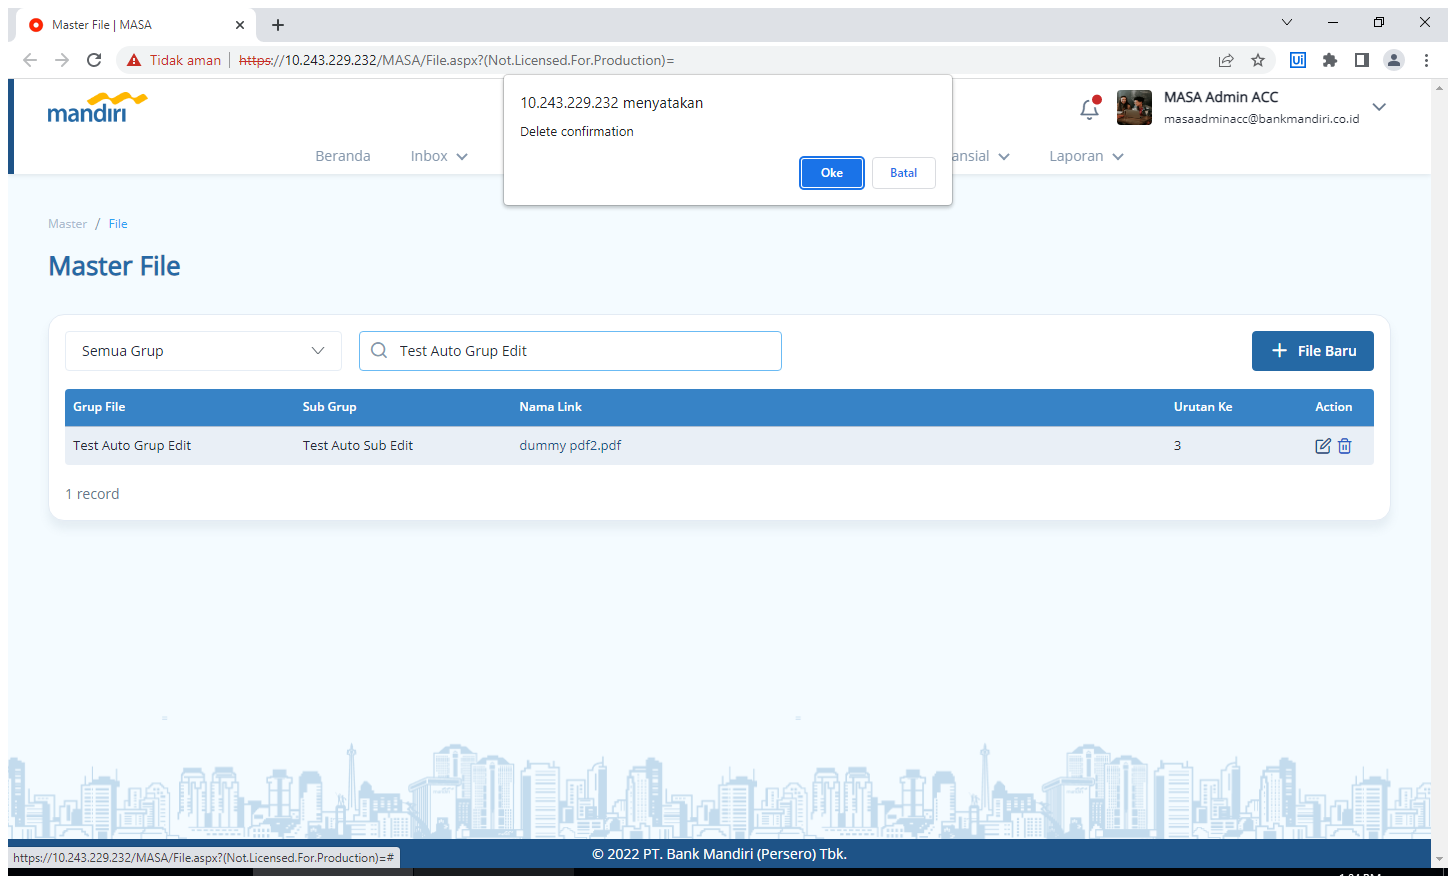 Master File | MASA
Tidak aman | https://10.243.229.232/MASA/File.aspx?(Not.Licensed.For.Production)=
Ui
10.243.229.232 menyatakan
Delete confirmation
Oke Batal
mandiri
MASA Admin ACC
masaadminacc@bankmandiri.co.id
Beranda Inbox ansial Laporan
Master / File
Master File
Semua Grup
Test Auto Grup Edit
+ File Baru
Grup File Sub Grup Nama Link Urutan Ke Action
Test Auto Grup Edit Test Auto Sub Edit dummy pdf2.pdf 3
1 record
© 2022 PT. Bank Mandiri (Persero) Tbk.
https://10.243.229.232/MASA/File.aspx?(Not.Licensed.For.Production)=#